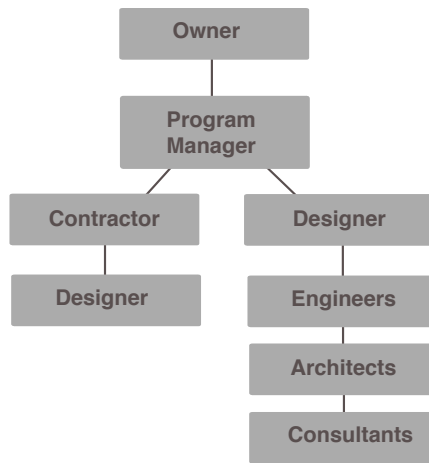 Owner
Program
Manager
Contractor
Designer
Designer
Engineers
Architects
Consultants